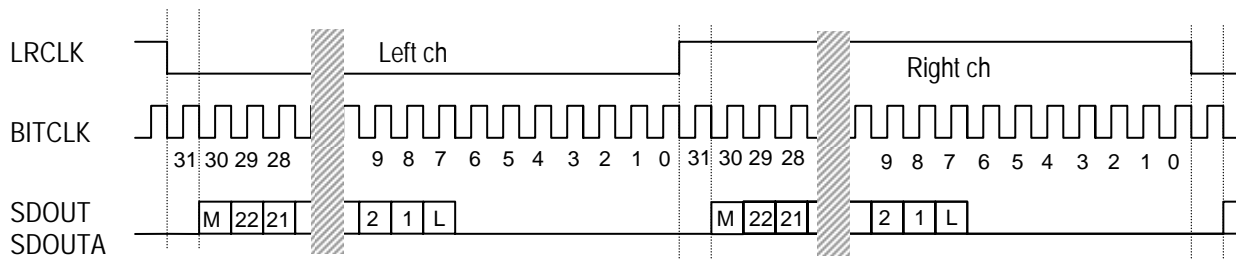 LRCLK Left ch Right ch
BITCLK
31 30 29 28 9 8 7 6 5 4 3 2 1 0 31 30 29 28 9 8 7 6 5 4 3 2 1 0
SDOUT M 22 21 2 1 L M 22 21 2 1 L
SDOUTA